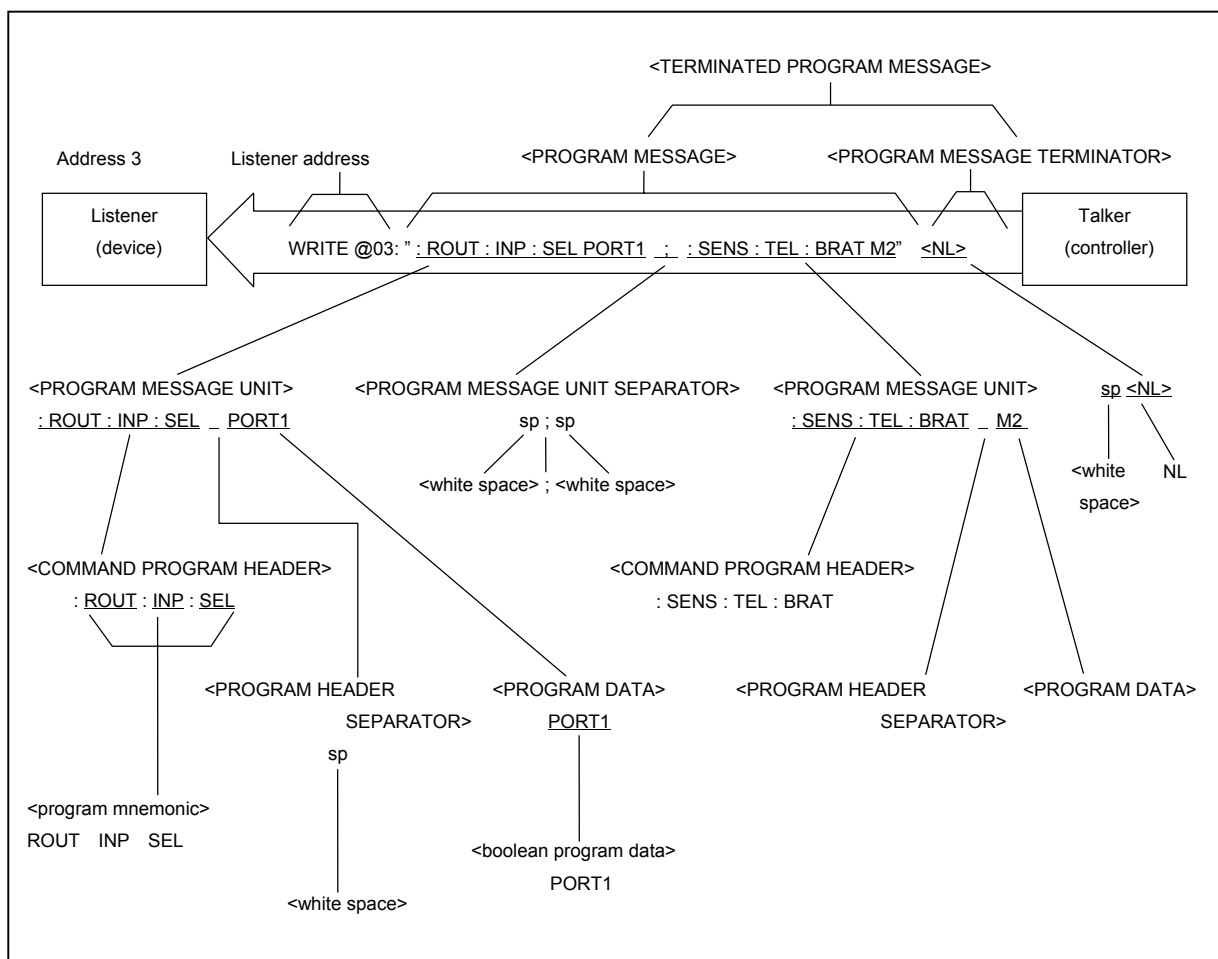 <TERMINATED PROGRAM MESSAGE>
Address 3 Listener address <PROGRAM MESSAGE> <PROGRAM MESSAGE TERMINATOR>
Listener
(device)
WRITE @03: ” : ROUT : INP : SEL PORT1 ; : SENS : TEL : BRAT M2” <NL>
Talker
(controller)
<PROGRAM MESSAGE UNIT>
: ROUT : INP : SEL _ PORT1
<PROGRAM MESSAGE UNIT SEPARATOR>
sp ; sp
<white space> ; <white space>
<PROGRAM MESSAGE UNIT>
: SENS : TEL : BRAT _ M2
sp <NL>
<white
space>
NL
<COMMAND PROGRAM HEADER>
: ROUT : INP : SEL
<COMMAND PROGRAM HEADER>
: SENS : TEL : BRAT
<PROGRAM HEADER
SEPARATOR>
sp
<PROGRAM DATA>
PORT1
<PROGRAM HEADER
SEPARATOR>
<PROGRAM DATA>
<program mnemonic>
ROUT INP SEL
<boolean program data>
PORT1
<white space>